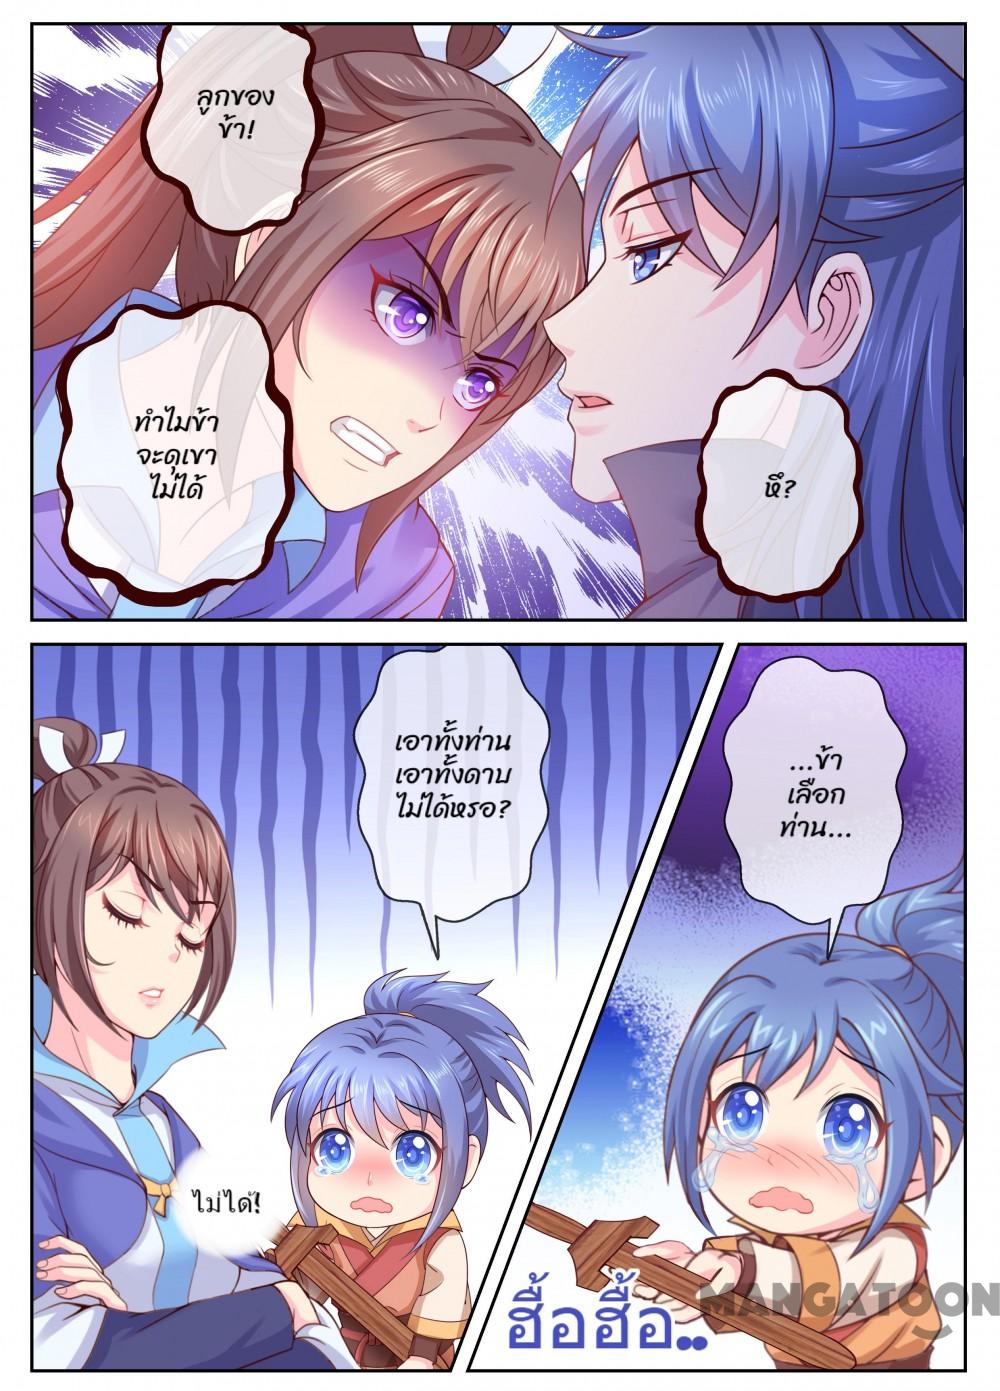 ลูกของ
ข้า!
ทำไมข้า
จะดุเขา
ไม่ได้
หึ?
เอาทั้งท่าน
เอาทั้งดาบ
ไม่ได้หรอ?
...ข้า
เลือก
ท่าน...
ไม่ได้!
ฮื้อฮื้อ..
MANGATOON